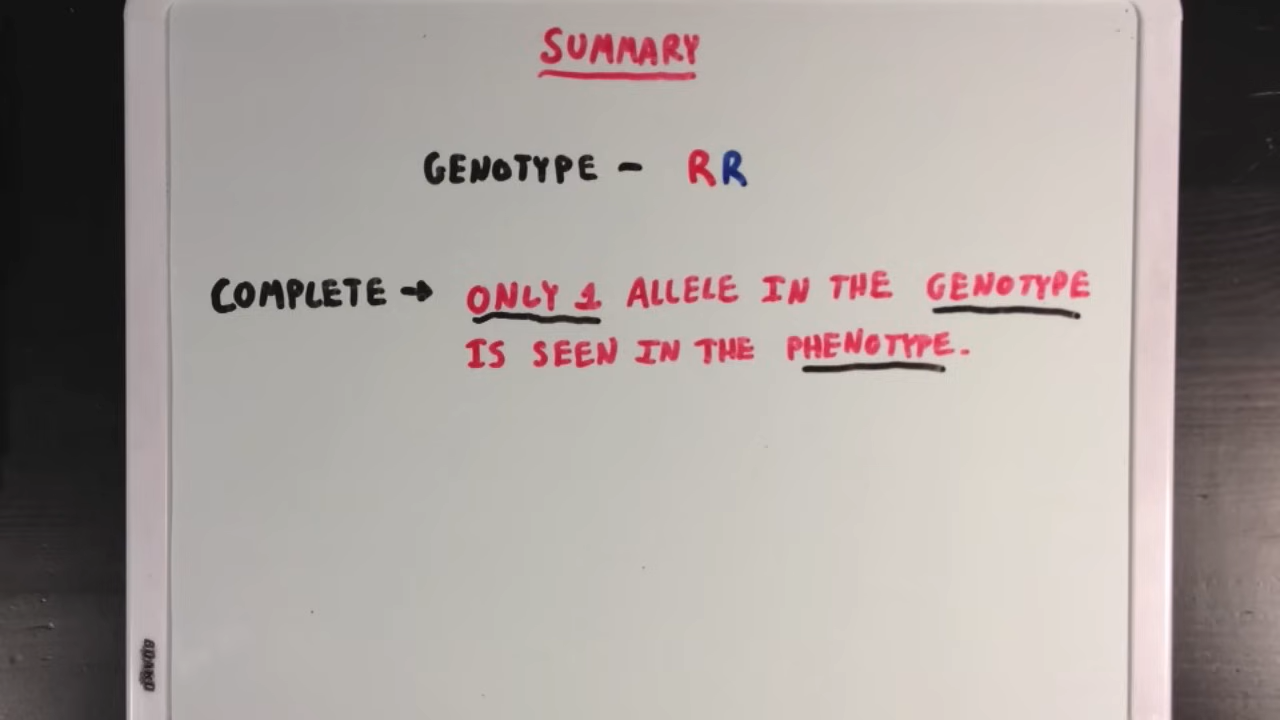 SUMMARY
GENOTYPE - RR
COMPLETE → ONLY 1 ALLELE IN THE GENOTYPE
IS SEEN IN THE PHENOTYPE.